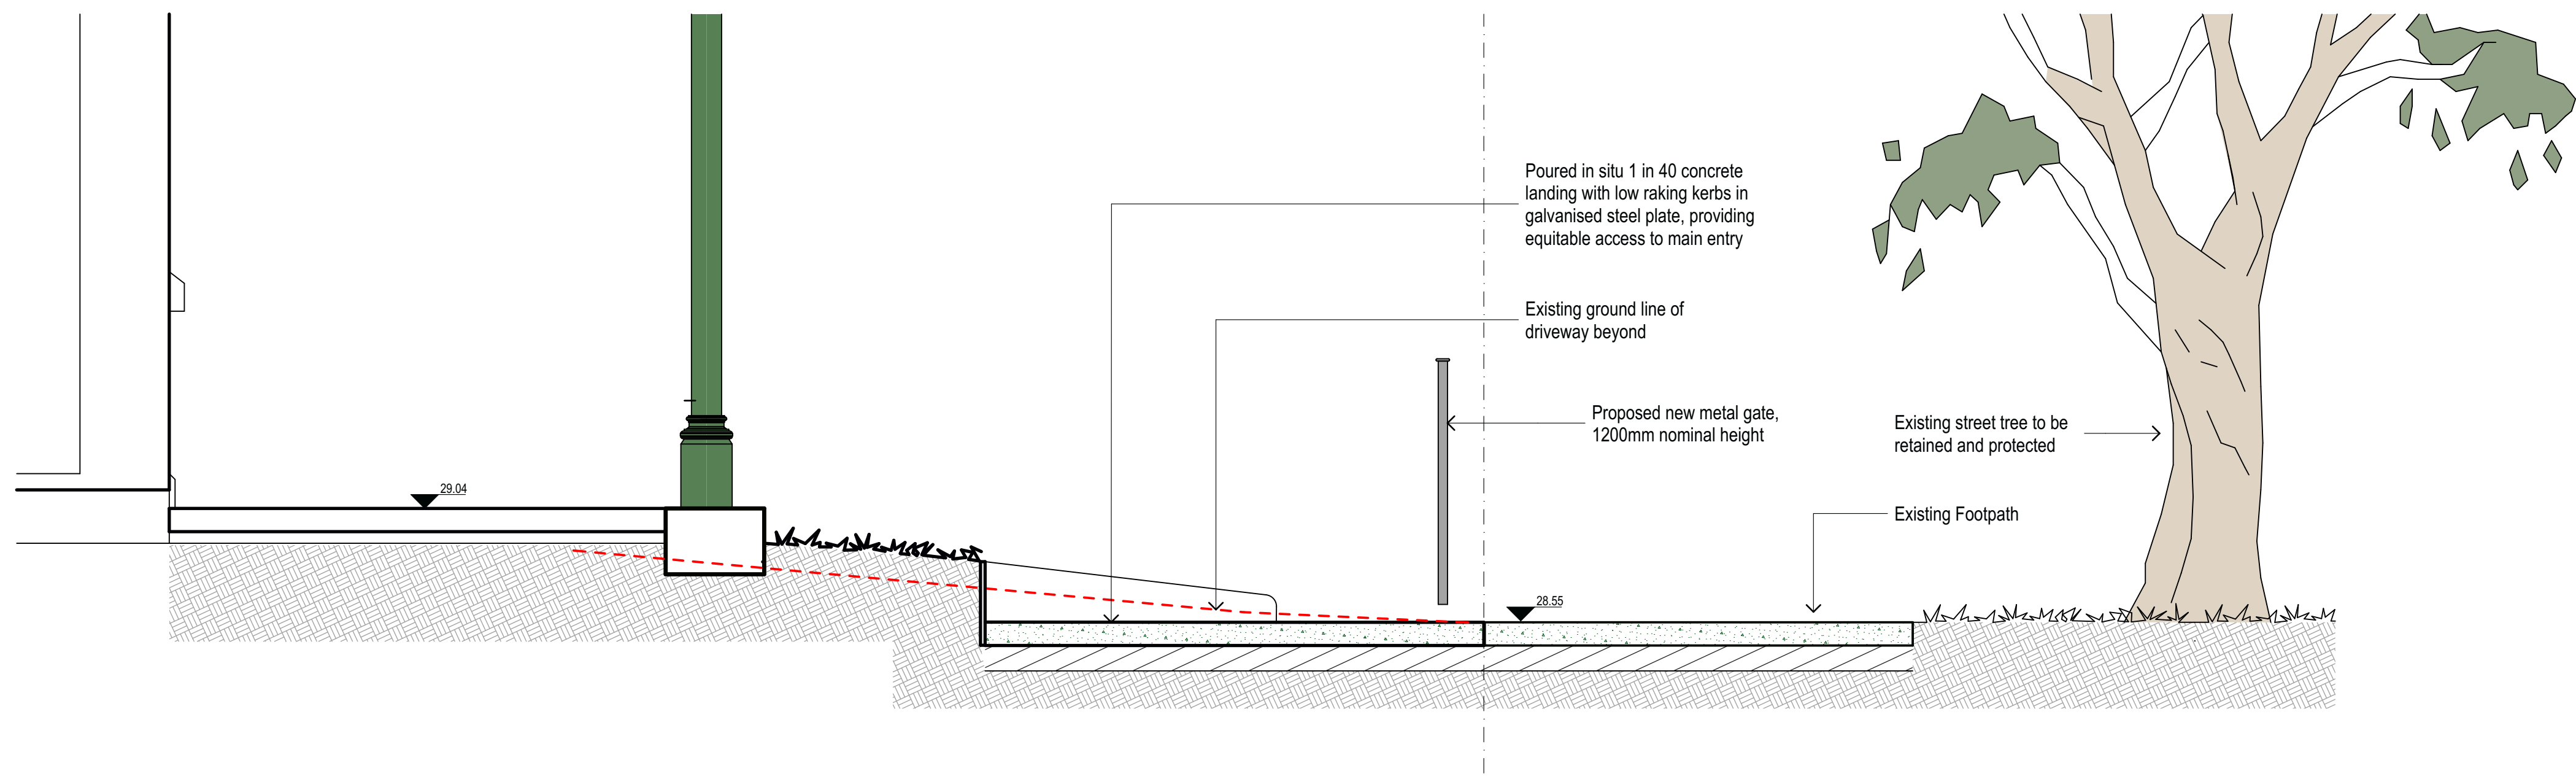 Poured in situ 1 in 40 concrete
landing with low raking kerbs in
galvanised steel plate, providing
equitable access to main entry
Existing ground line of
driveway beyond
Proposed new metal gate,
1200mm nominal height
Existing street tree to be
retained and protected
29.04
Existing Footpath
28.55